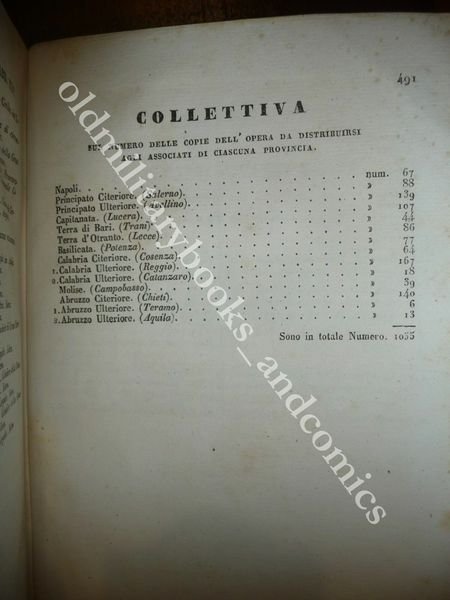 491
COLLETTIVA
SUL NUMERO DELLE COPIE DELL'OPERA DA DISTRIBUIRSI
AGLI ASSOCIATI DI CIASCUNA PROVINCIA.
Napoli. . . . . . . . . . . . . num. 67
Principato Citeriore. (Salerno). . . . . . . . . » 88
Principato Ulteriore. (Avellino). . . . . . . . . » 139
Capitanata. (Lucera). . . . . . . . . . . » 107
Terra di Bari. (Trani). . . . . . . . . . » 44
Terra d'Otranto. (Lecce). . . . . . . . . . » 86
Basilicata. (Potenza). . . . . . . . . . » 77
Calabria Citeriore. (Cosenza). . . . . . . . . » 64
1.Calabria Ulteriore. (Reggio). . . . . . . . . » 167
2.Calabria Ulteriore. (Catanzaro). . . . . . . . » 18
Molise. (Campobasso). . . . . . . . . . » 39
Abruzzo Citeriore. (Chieti). . . . . . . . . » 140
1.Abruzzo Ulteriore. (Teramo). . . . . . . . . » 6
2.Abruzzo Ulteriore. (Aquila). . . . . . . . . » 13
Sono in totale Numero. 1055
oldmilitarybooks_andcomics